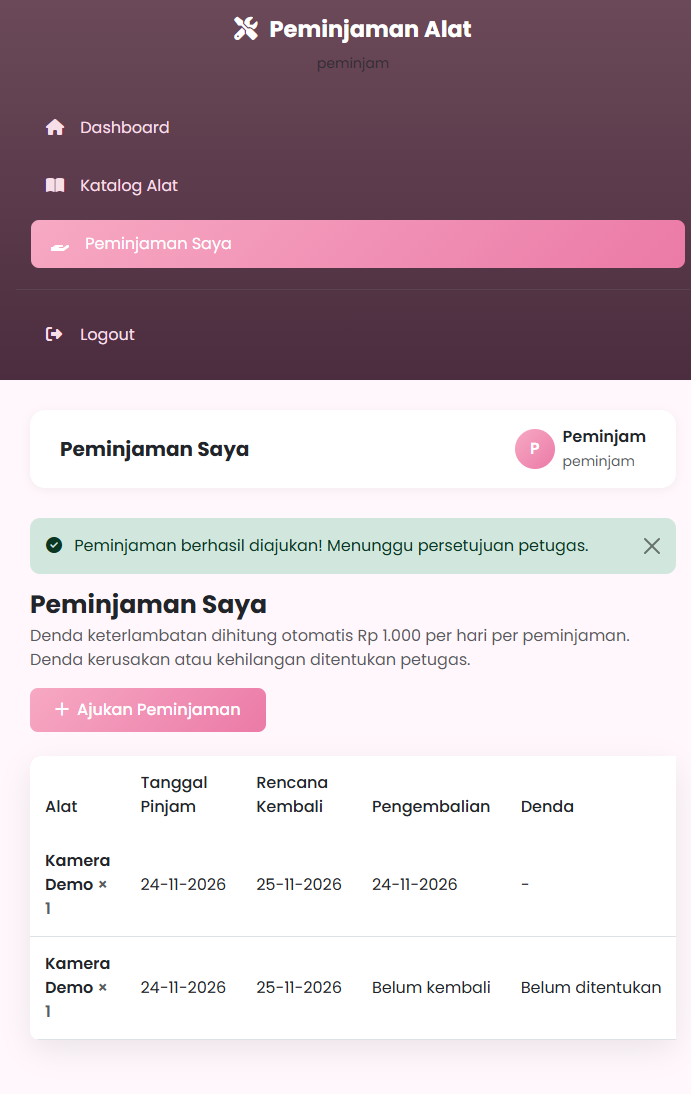 Peminjaman Alat
peminjam
Dashboard
Katalog Alat
Peminjaman Saya
Logout
Peminjaman Saya
P
Peminjam
peminjam
Peminjaman berhasil diajukan! Menunggu persetujuan petugas.
Peminjaman Saya
Denda keterlambatan dihitung otomatis Rp 1.000 per hari per peminjaman.
Denda kerusakan atau kehilangan ditentukan petugas.
+ Ajukan Peminjaman
Alat Tanggal Pinjam Rencana Kembali Pengembalian Denda
Kamera Demo × 1 24-11-2026 25-11-2026 24-11-2026 -
Kamera Demo × 1 24-11-2026 25-11-2026 Belum kembali Belum ditentukan